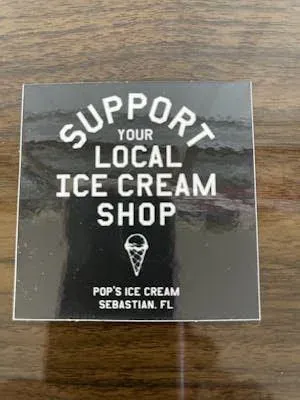 SUPPORT
YOUR
LOCAL
ICE CREAM
SHOP
POP'S ICE CREAM
SEBASTIAN, FL